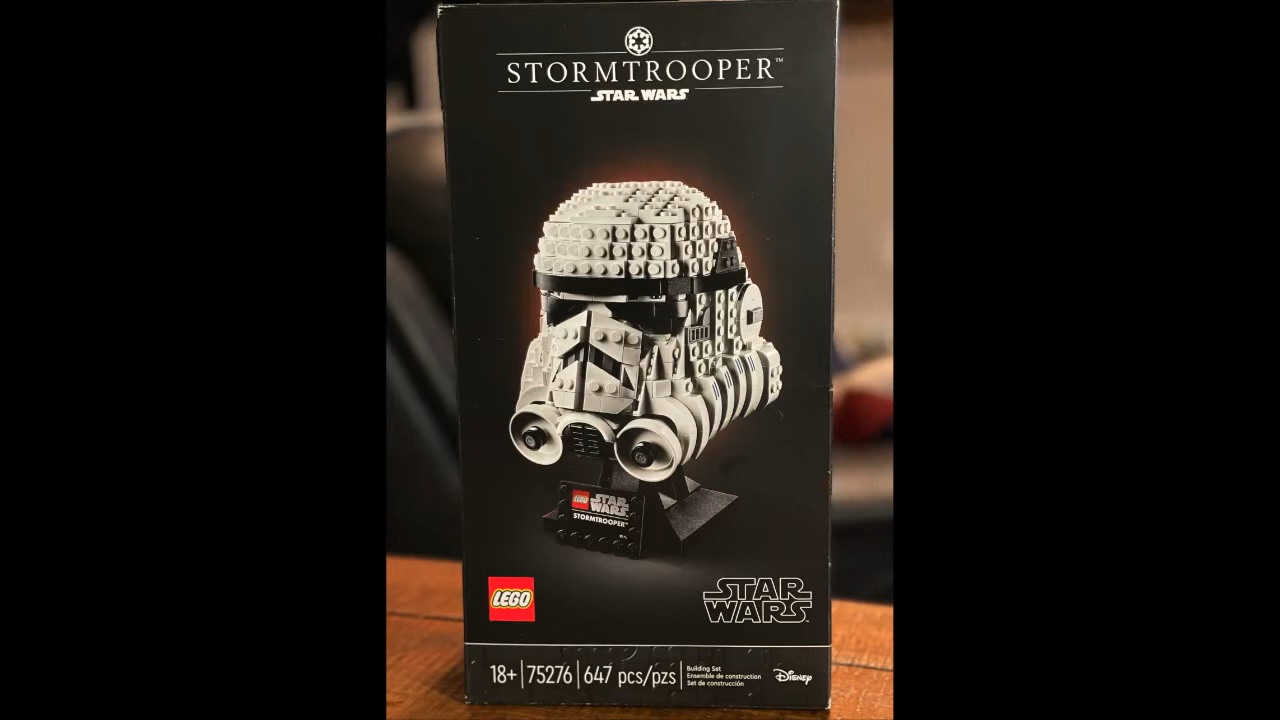 STORMTROOPER™
STAR WARS
LEGO STAR WARS
STORMTROOPER™
LEGO
STAR
WARS™
18+ | 75276 | 647 pcs/pzs
Building Set
Ensemble de construction
Set de construcción
Disney